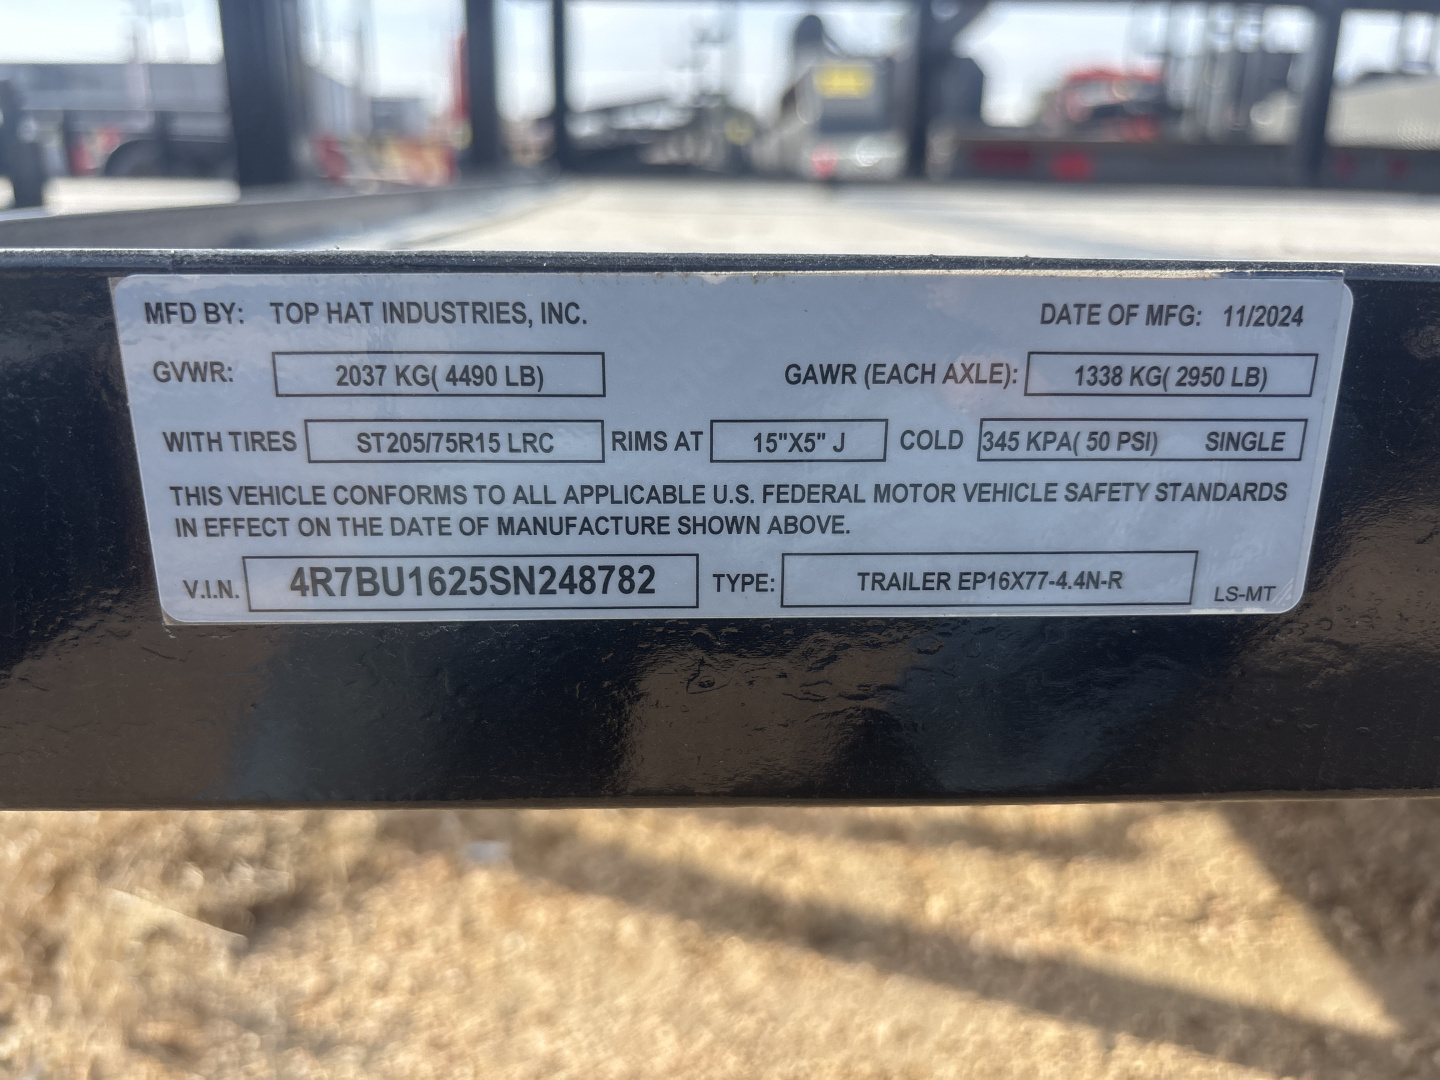 MFD BY: TOP HAT INDUSTRIES, INC. DATE OF MFG: 11/2024
GVWR: 2037 KG( 4490 LB) GAWR (EACH AXLE): 1338 KG( 2950 LB)
WITH TIRES ST205/75R15 LRC RIMS AT 15"X5" J COLD 345 KPA( 50 PSI) SINGLE
THIS VEHICLE CONFORMS TO ALL APPLICABLE U.S. FEDERAL MOTOR VEHICLE SAFETY STANDARDS
IN EFFECT ON THE DATE OF MANUFACTURE SHOWN ABOVE.
V.I.N. 4R7BU1625SN248782 TYPE: TRAILER EP16X77-4.4N-R LS-MT